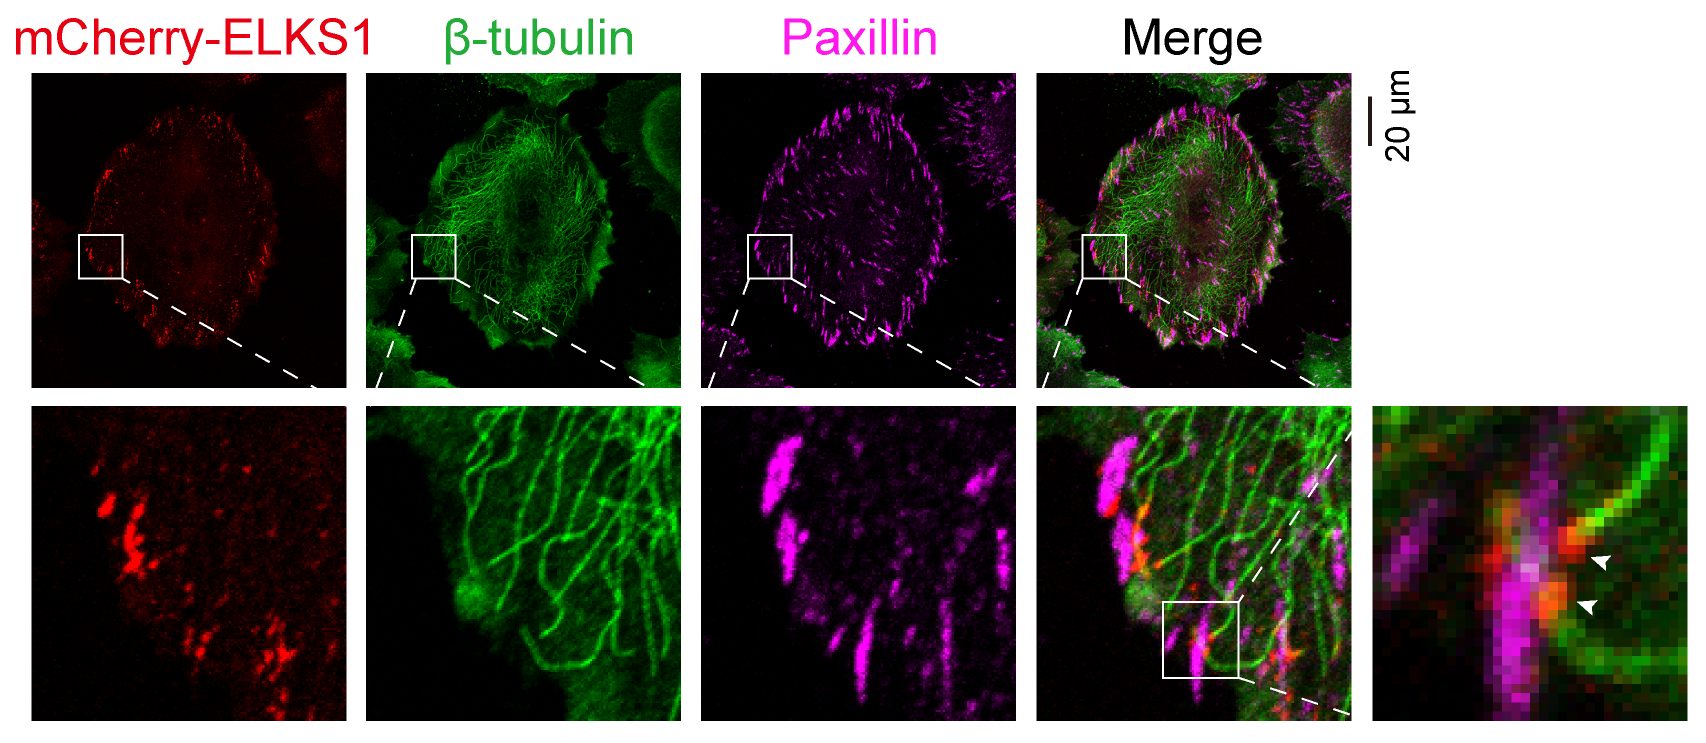 mCherry-ELKS1
β-tubulin
Paxillin
Merge
20 μm